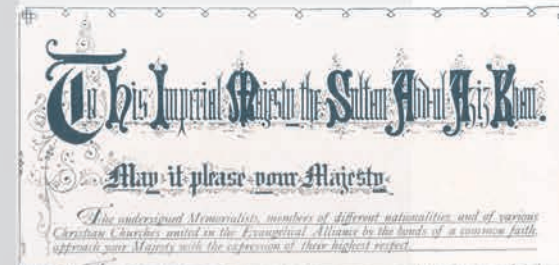 To His Imperial Majesty the Sultan Abd-ul Aziz Khan.
May it please your Majesty.
The undersigned Memorialists, members of different nationalities, and of various
Christian Churches united in the Evangelical Alliance by the bonds of a common faith,
approach your Majesty with the expression of their highest respect.